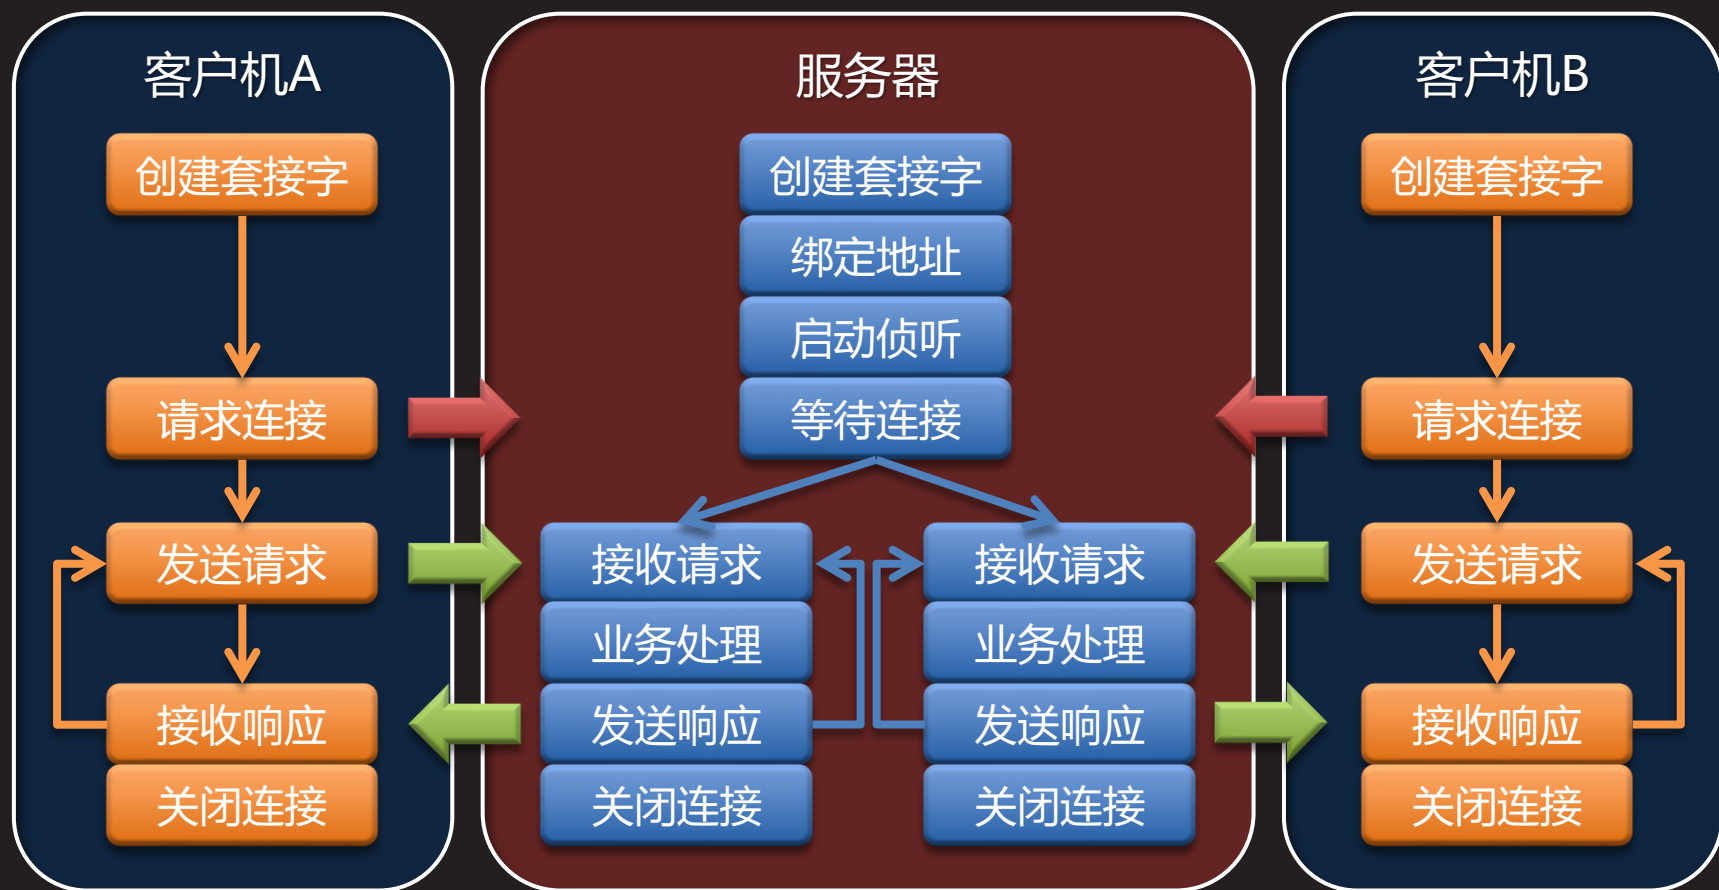 客户机A
创建套接字
请求连接
发送请求
接收响应
关闭连接
服务器
创建套接字
绑定地址
启动侦听
等待连接
接收请求
业务处理
发送响应
关闭连接
接收请求
业务处理
发送响应
关闭连接
客户机B
创建套接字
请求连接
发送请求
接收响应
关闭连接